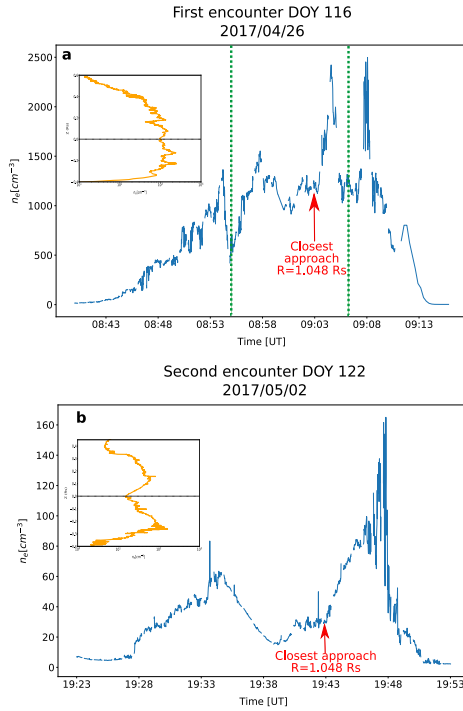 First encounter DOY 116
2017/04/26
a
2500
2000
1500
1000
500
0
n_e[cm^{-3}]
Closest
approach
R=1.048 Rs
08:43 08:48 08:53 08:58 09:03 09:08 09:13
Time [UT]
Second encounter DOY 122
2017/05/02
b
160
140
120
100
80
60
40
20
0
n_e[cm^{-3}]
Closest approach
R=1.048 Rs
19:23 19:28 19:33 19:38 19:43 19:48 19:53
Time [UT]